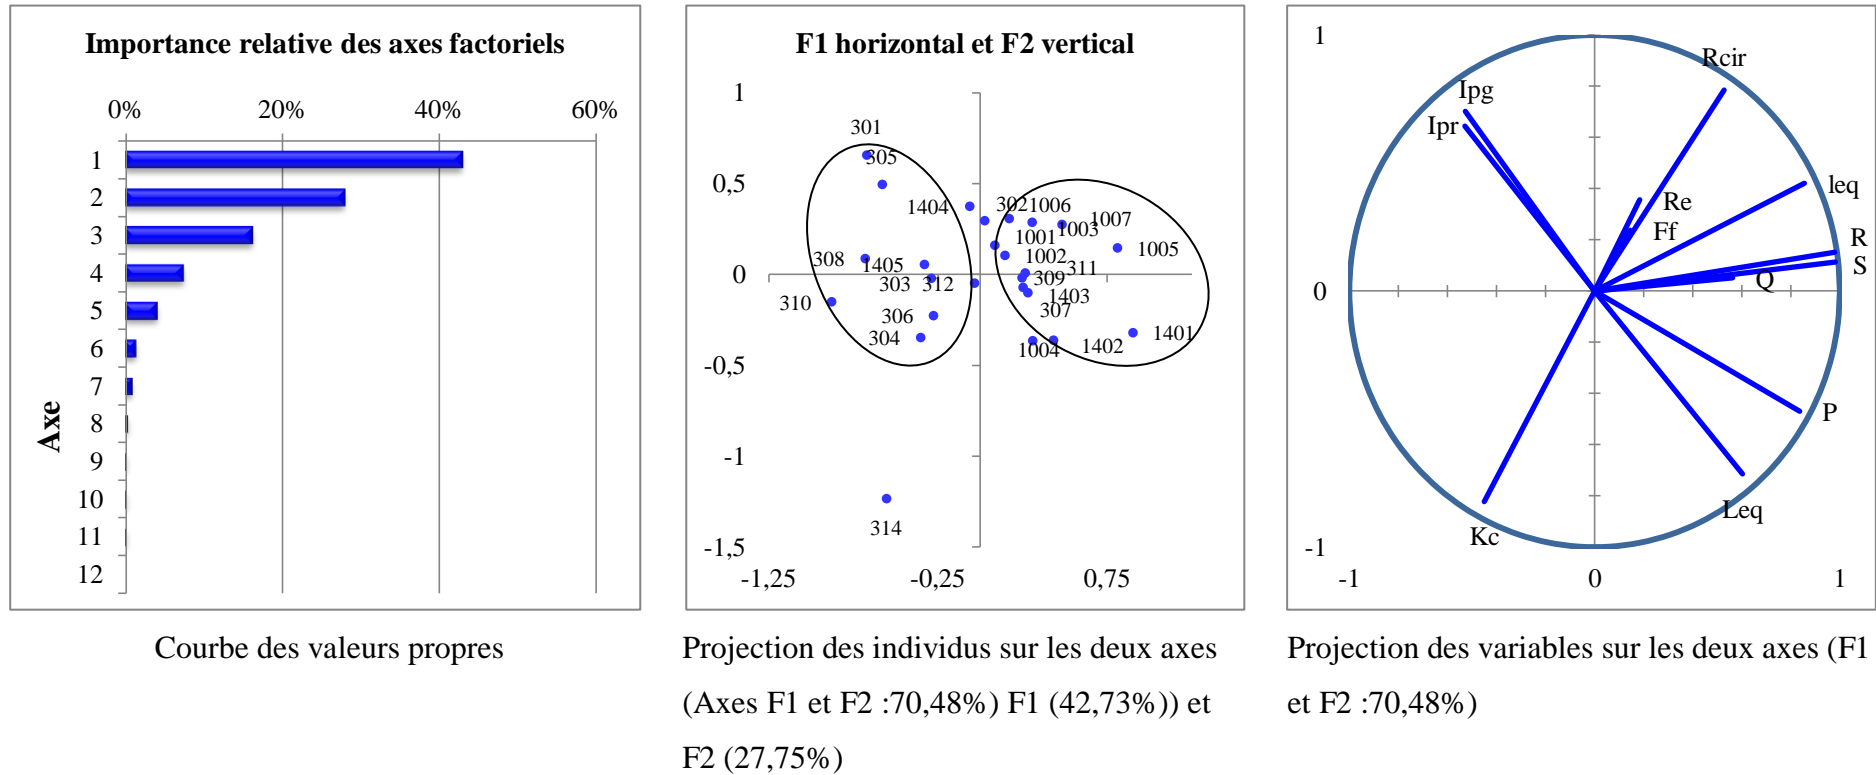 Importance relative des axes factoriels
0%
20%
40%
60%
1
2
3
4
5
6
7
8
9
10
11
12
Axe
F1 horizontal et F2 vertical
1
0,5
0
-0,5
-1
-1,5
-1,25
-0,25
0,75
301
305
1404
302
1006
1007
1003
1001
1005
1002
308
1405
311
303
312
309
1403
310
307
306
304
1004
1402
1401
314
1
0
-1
-1
0
1
Rcir
Ipg
Ipr
leq
Re
Ff
R
S
Q
P
Leq
Kc
Courbe des valeurs propres
Projection des individus sur les deux axes
(Axes F1 et F2 :70,48%) F1 (42,73%)) et
F2 (27,75%)
Projection des variables sur les deux axes (F1
et F2 :70,48%)